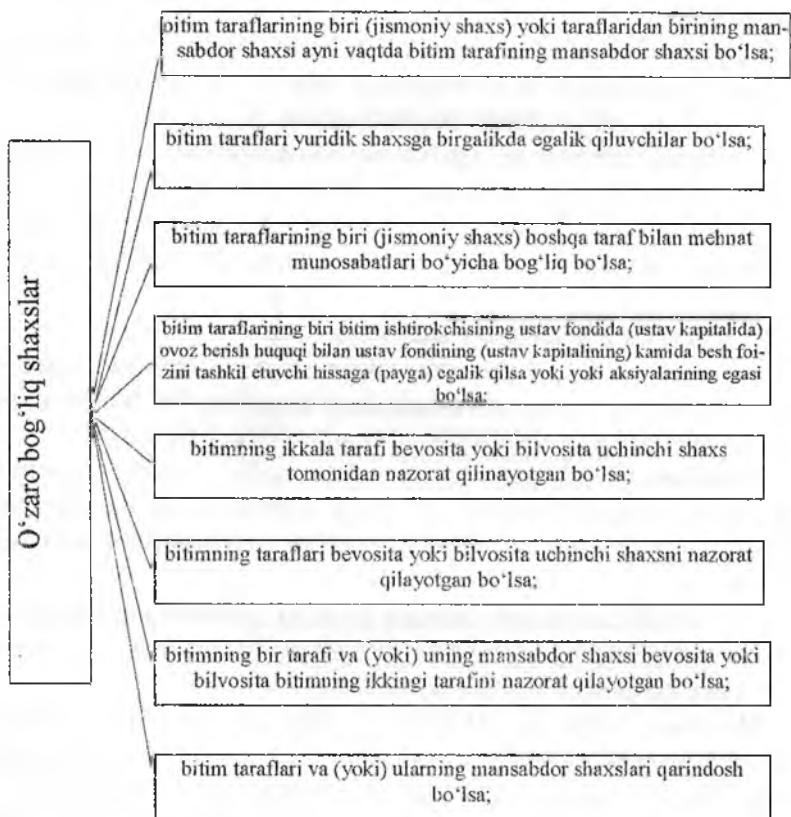 O‘zaro bog‘liq shaxslar
bitim taraflarining biri (jismoniy shaxs) yoki taraflaridan birining man-
sabdor shaxsi ayni vaqtda bitim tarafining mansabdor shaxsi bo‘lsa;
bitim taraflari yuridik shaxsga birgalikda egalik qiluvchilar bo‘lsa;
bitim taraflarining biri (jismoniy shaxs) boshqa taraf bilan mehnat
munosabatlari bo‘yicha bog‘liq bo‘lsa;
bitim taraflarining biri bitim ishtirokchisining ustav fondida (ustav kapitalida)
ovoz berish huquqi bilan ustav fondining (ustav kapitalining) kamida besh foi-
zini tashkil etuvchi hissaga (payga) egalik qilsa yoki yoki aksiyalarining egasi
bo‘lsa;
bitimning ikkala tarafi bevosita yoki bilvosita uchinchi shaxs
tomonidan nazorat qilinayotgan bo‘lsa;
bitimning taraflari bevosita yoki bilvosita uchinchi shaxsni nazorat
qilayotgan bo‘lsa;
bitimning bir tarafi va (yoki) uning mansabdor shaxsi bevosita yoki
bilvosita bitimning ikkingi tarafini nazorat qilayotgan bo‘lsa;
bitim taraflari va (yoki) ularning mansabdor shaxslari qarindosh
bo‘lsa;